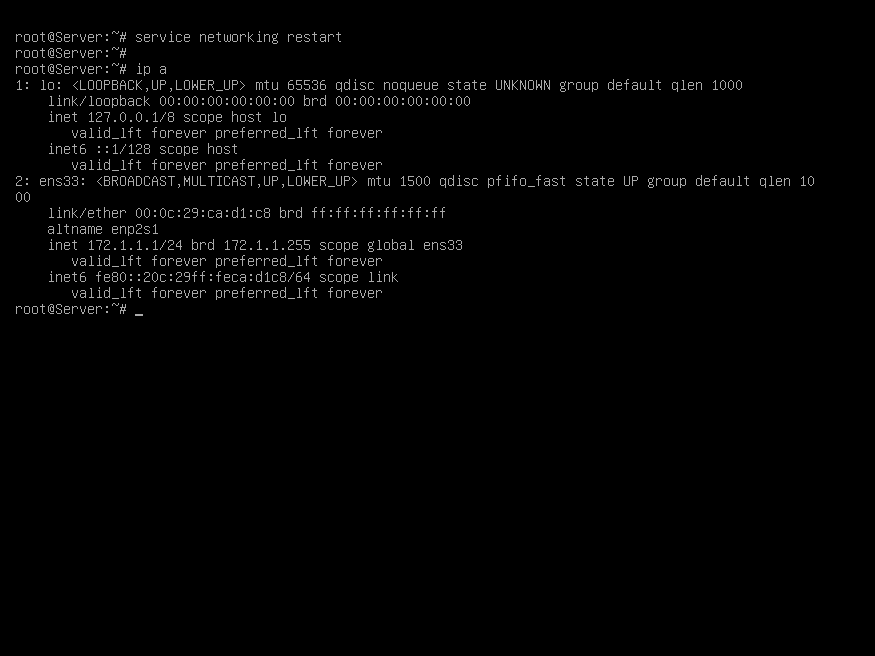 root@Server:~# service networking restart
root@Server:~#
root@Server:~# ip a
1: lo: <LOOPBACK,UP,LOWER_UP> mtu 65536 qdisc noqueue state UNKNOWN group default qlen 1000
    link/loopback 00:00:00:00:00:00 brd 00:00:00:00:00:00
    inet 127.0.0.1/8 scope host lo
       valid_lft forever preferred_lft forever
    inet6 ::1/128 scope host
       valid_lft forever preferred_lft forever
2: ens33: <BROADCAST,MULTICAST,UP,LOWER_UP> mtu 1500 qdisc pfifo_fast state UP group default qlen 10
00
    link/ether 00:0c:29:ca:d1:c8 brd ff:ff:ff:ff:ff:ff
    altname enp2s1
    inet 172.1.1.1/24 brd 172.1.1.255 scope global ens33
       valid_lft forever preferred_lft forever
    inet6 fe80::20c:29ff:feca:d1c8/64 scope link
       valid_lft forever preferred_lft forever
root@Server:~# _